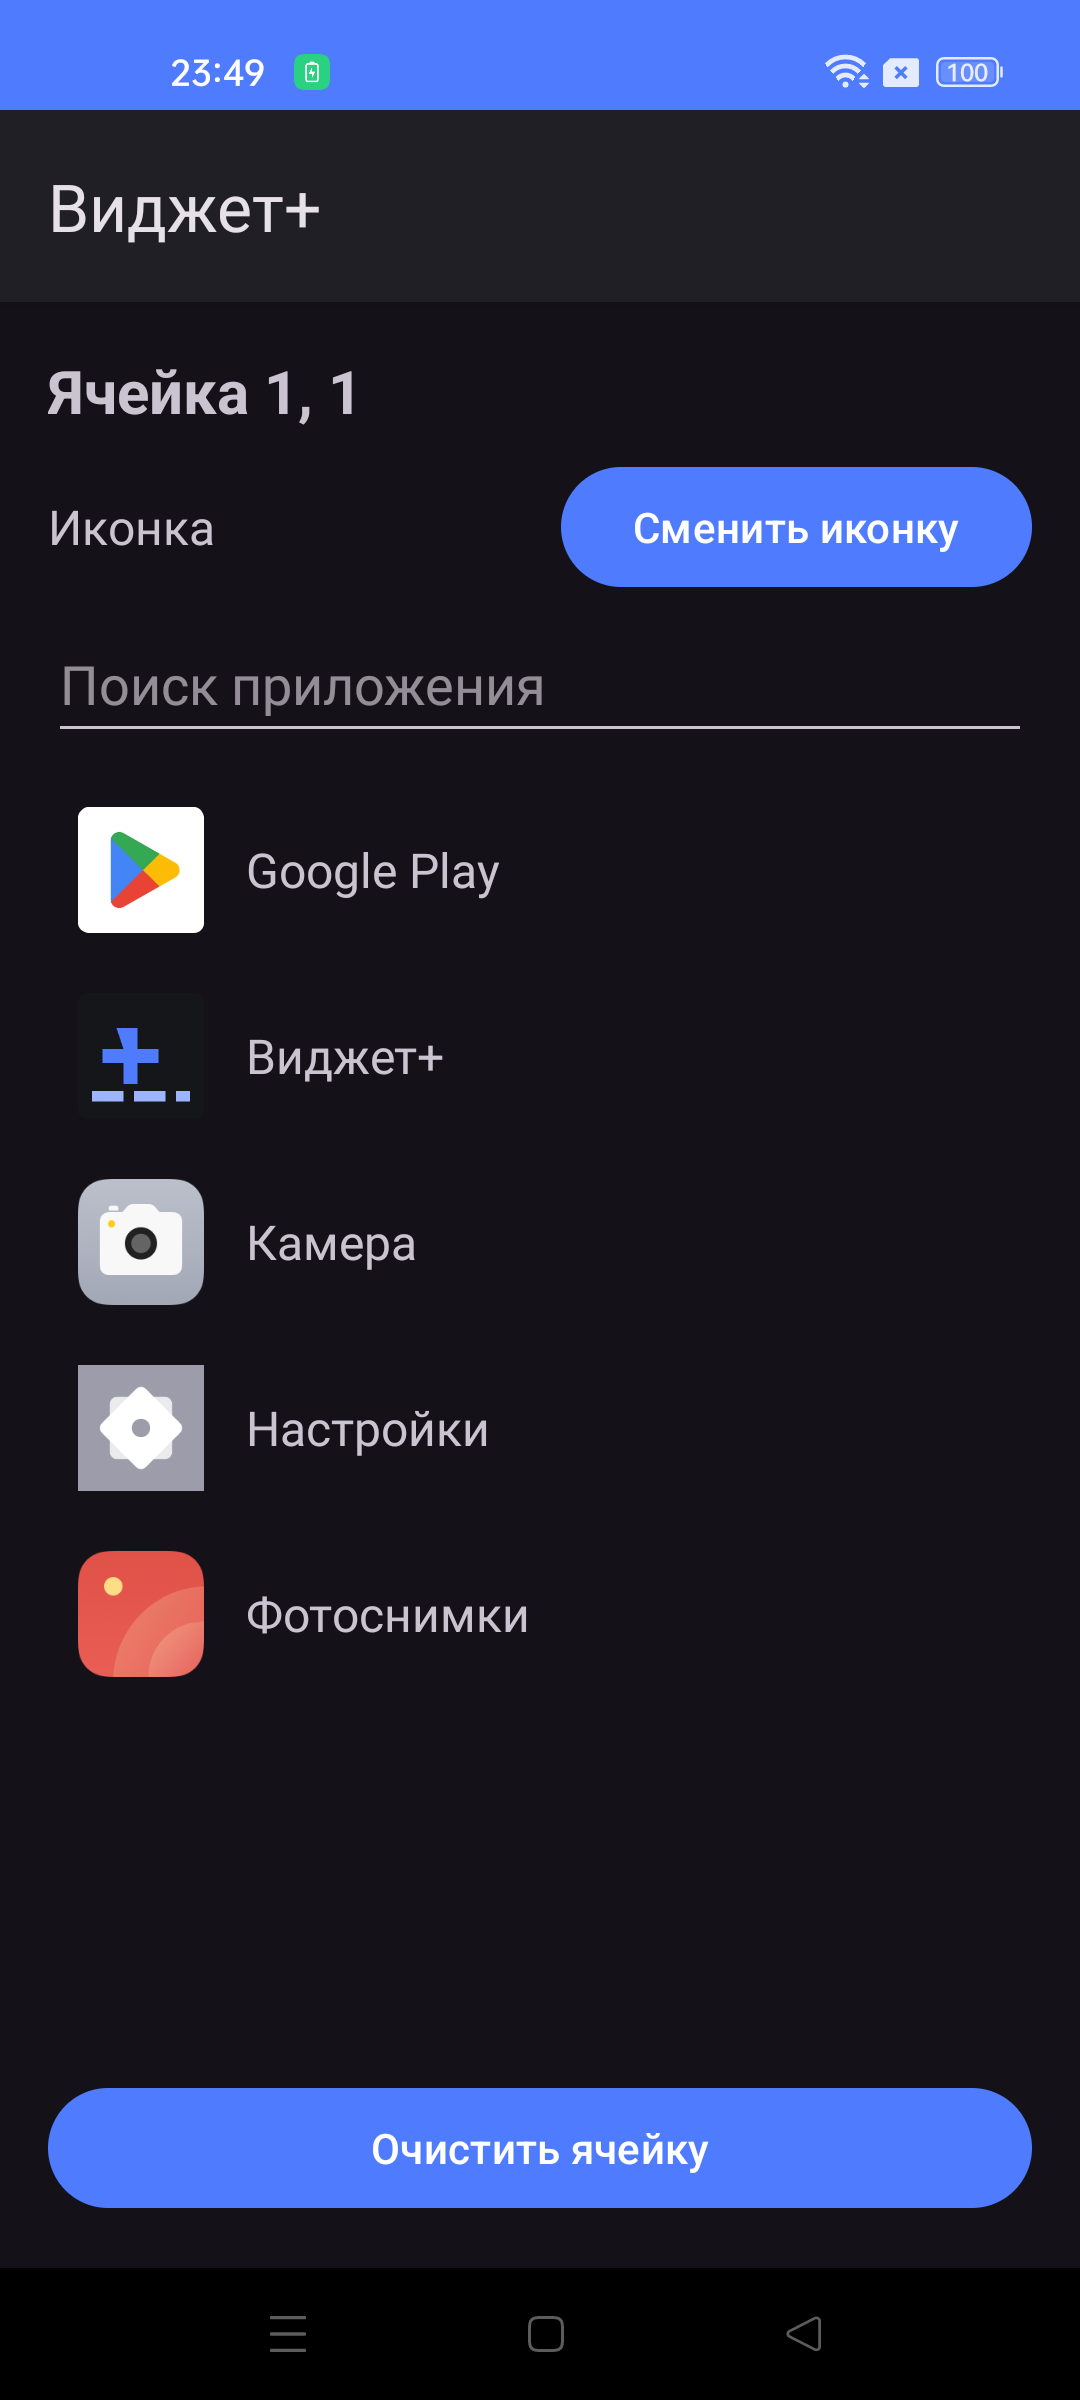 23:49
100
Виджет+
Ячейка 1, 1
Иконка
Сменить иконку
Поиск приложения
Google Play
Виджет+
Камера
Настройки
Фотоснимки
Очистить ячейку